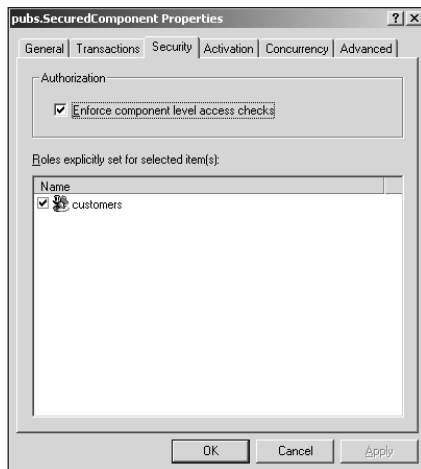 pubs.SecuredComponent Properties
General Transactions Security Activation Concurrency Advanced
Authorization
Enforce component level access checks
Roles explicitly set for selected item(s):
Name
customers
OK Cancel Apply